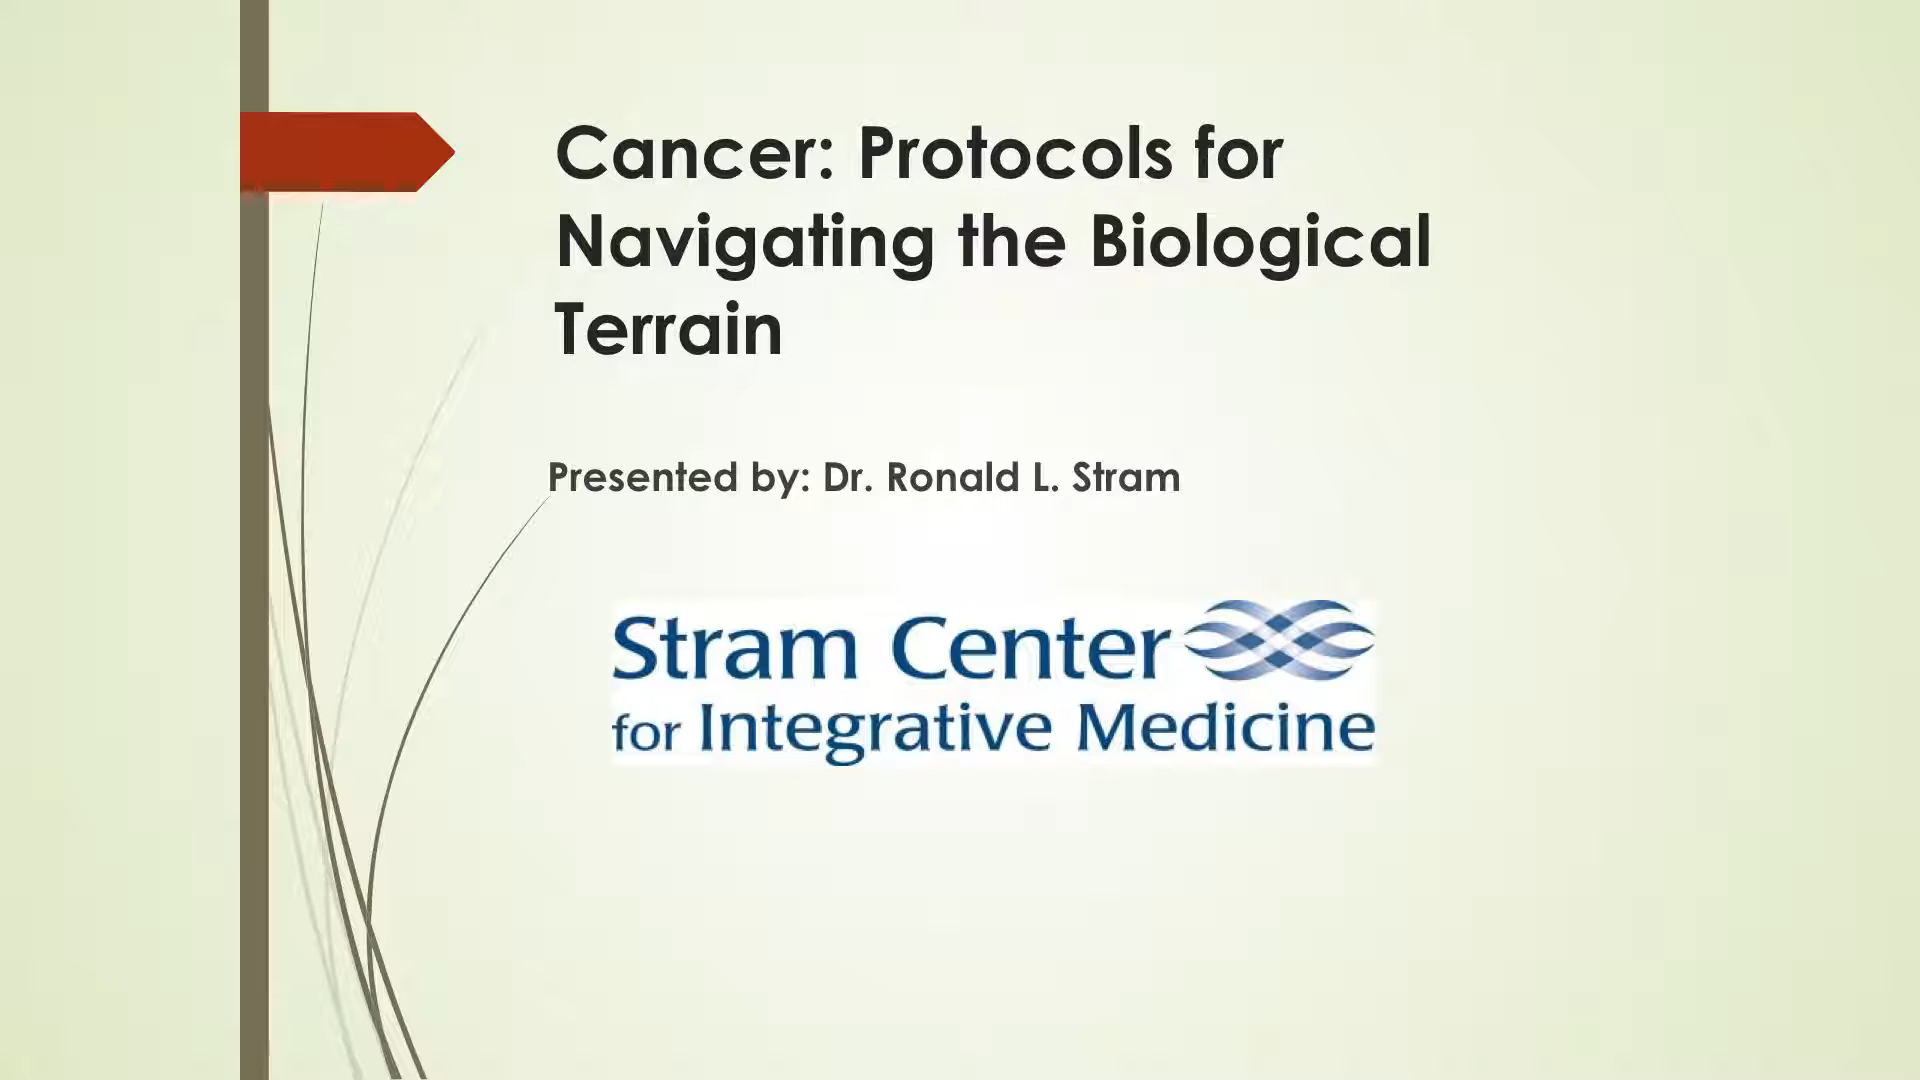 Cancer: Protocols for
Navigating the Biological
Terrain
Presented by: Dr. Ronald L. Stram
Stram Center
for Integrative Medicine